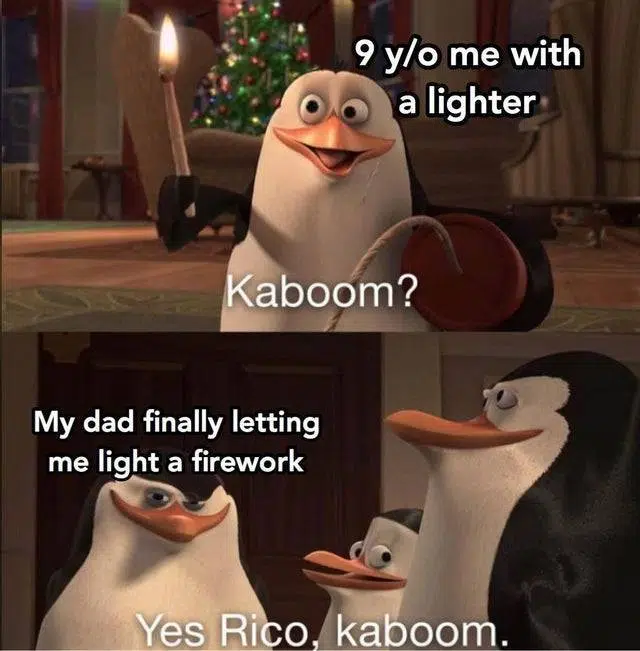 9 y/o me with
a lighter
Kaboom?
My dad finally letting
me light a firework
Yes Rico, kaboom.